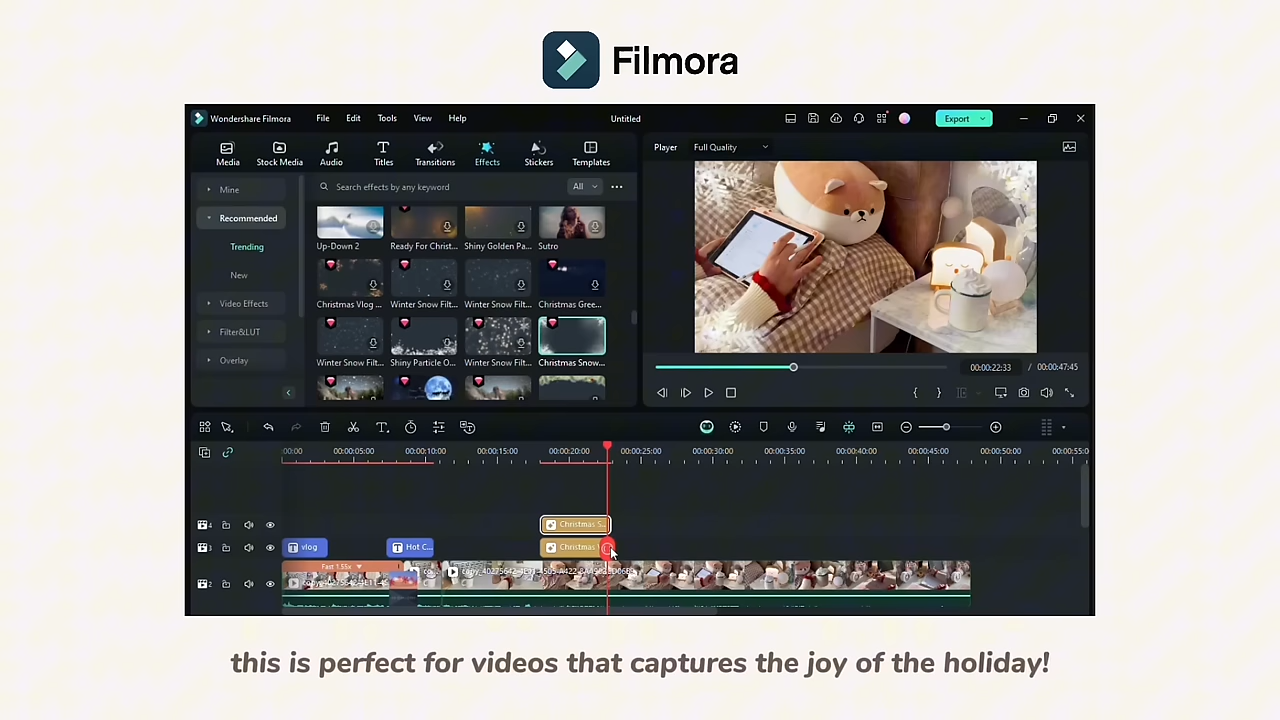 Filmora
Wondershare Filmora
File
Edit
Tools
View
Help
Untitled
Export
Media
Stock Media
Audio
Titles
Transitions
Effects
Stickers
Templates
Player
Full Quality
Mine
Search effects by any keyword
All
Recommended
Trending
New
Video Effects
Filter&LUT
Overlay
Up-Down 2
Ready For Christ...
Shiny Golden Pa...
Sutro
Christmas Vlog ...
Winter Snow Filt...
Winter Snow Filt...
Christmas Gree...
Winter Snow Filt...
Shiny Particle O...
Winter Snow Filt...
Christmas Snow...
00:00:22:33
/ 00:00:47:45
:00:00
00:00:05:00
00:00:10:00
00:00:15:00
00:00:20:00
00:00:25:00
00:00:30:00
00:00:35:00
00:00:40:00
00:00:45:00
00:00:50:00
00:00:55:0
4
Christmas S...
3
vlog
Hot C...
Christmas
Fast 1.55x
2
this is perfect for videos that captures the joy of the holiday!